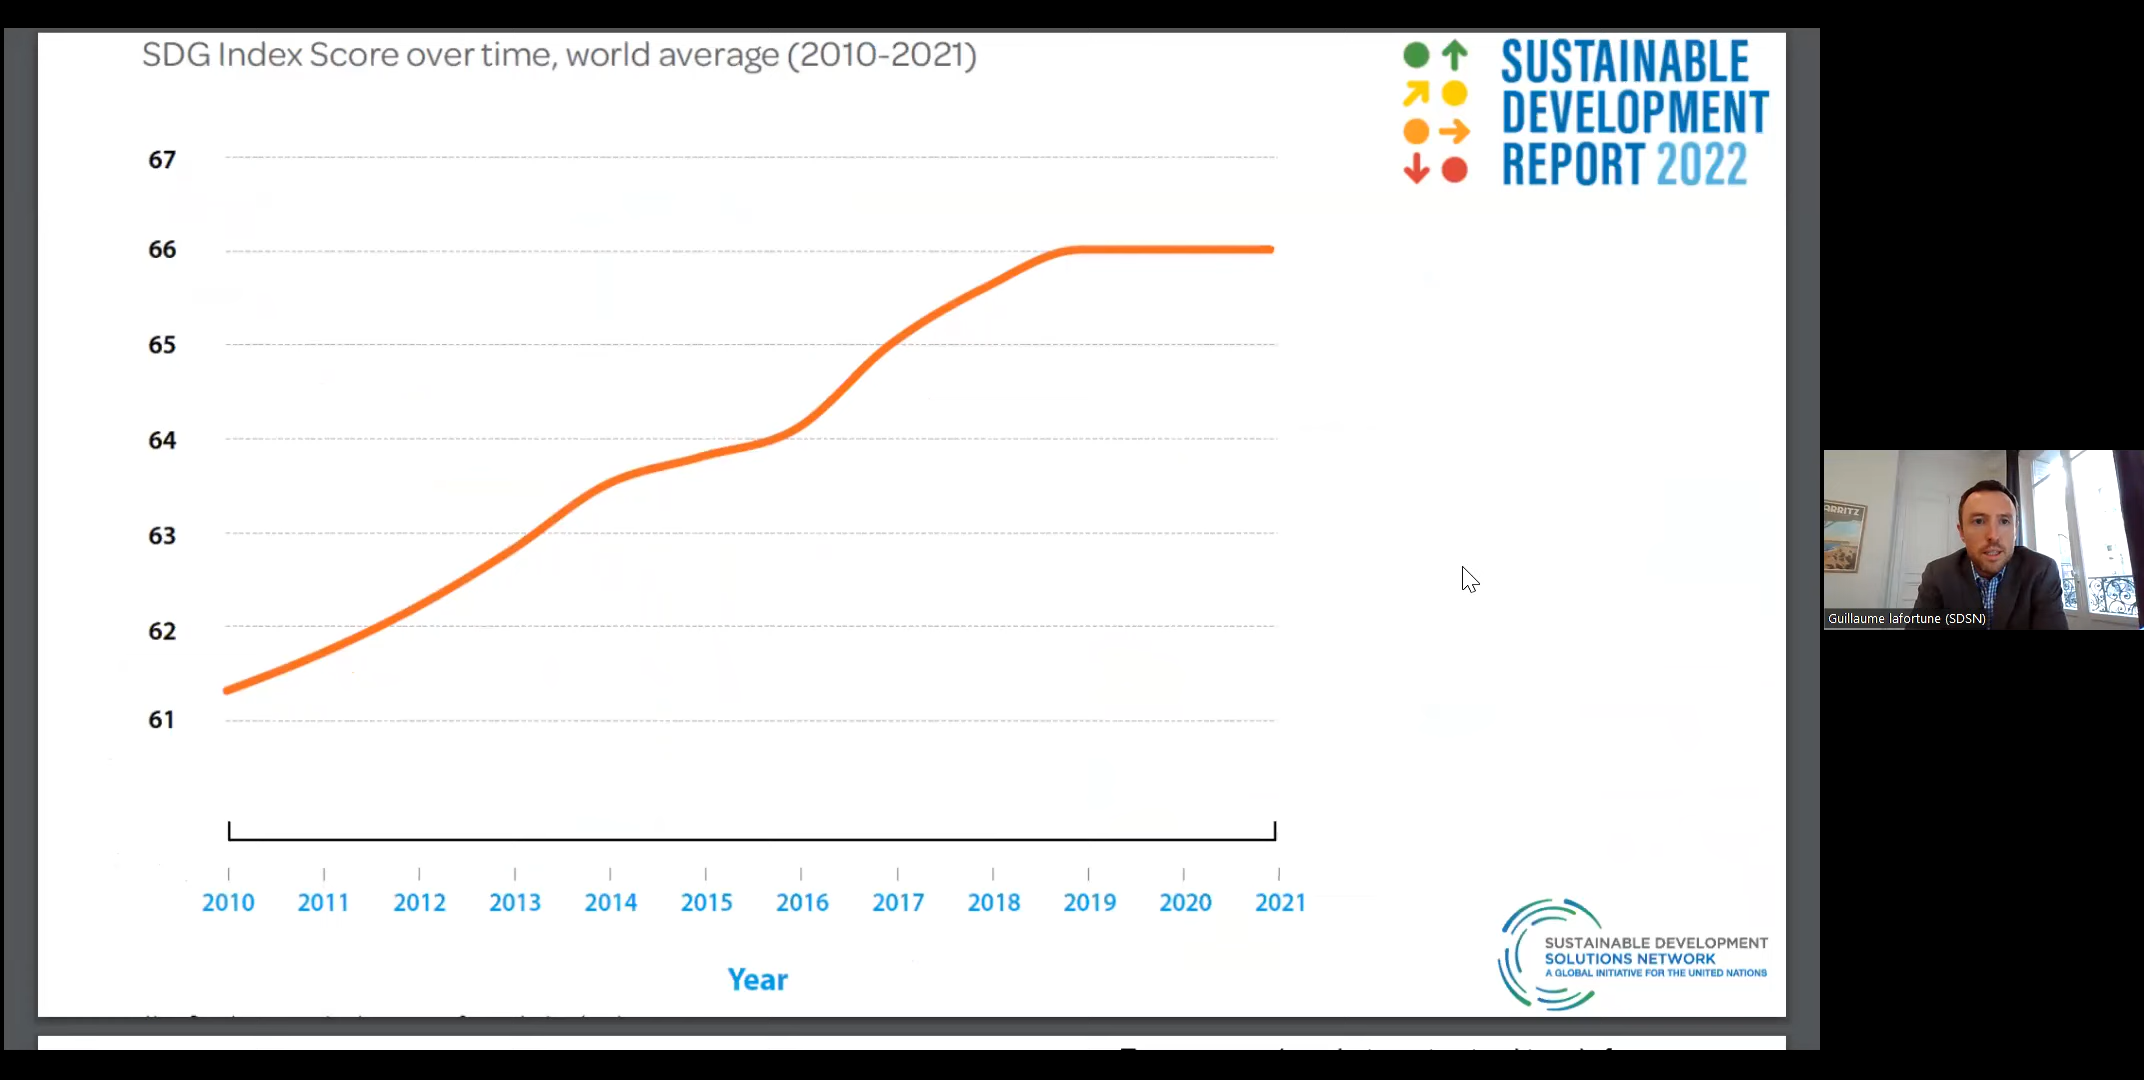 SDG Index Score over time, world average (2010-2021)
SUSTAINABLE
DEVELOPMENT
REPORT 2022
67
66
65
64
63
62
61
2010 2011 2012 2013 2014 2015 2016 2017 2018 2019 2020 2021
Year
SUSTAINABLE DEVELOPMENT
SOLUTIONS NETWORK
A GLOBAL INITIATIVE FOR THE UNITED NATIONS
ARRITZ
Guillaume lafortune (SDSN)